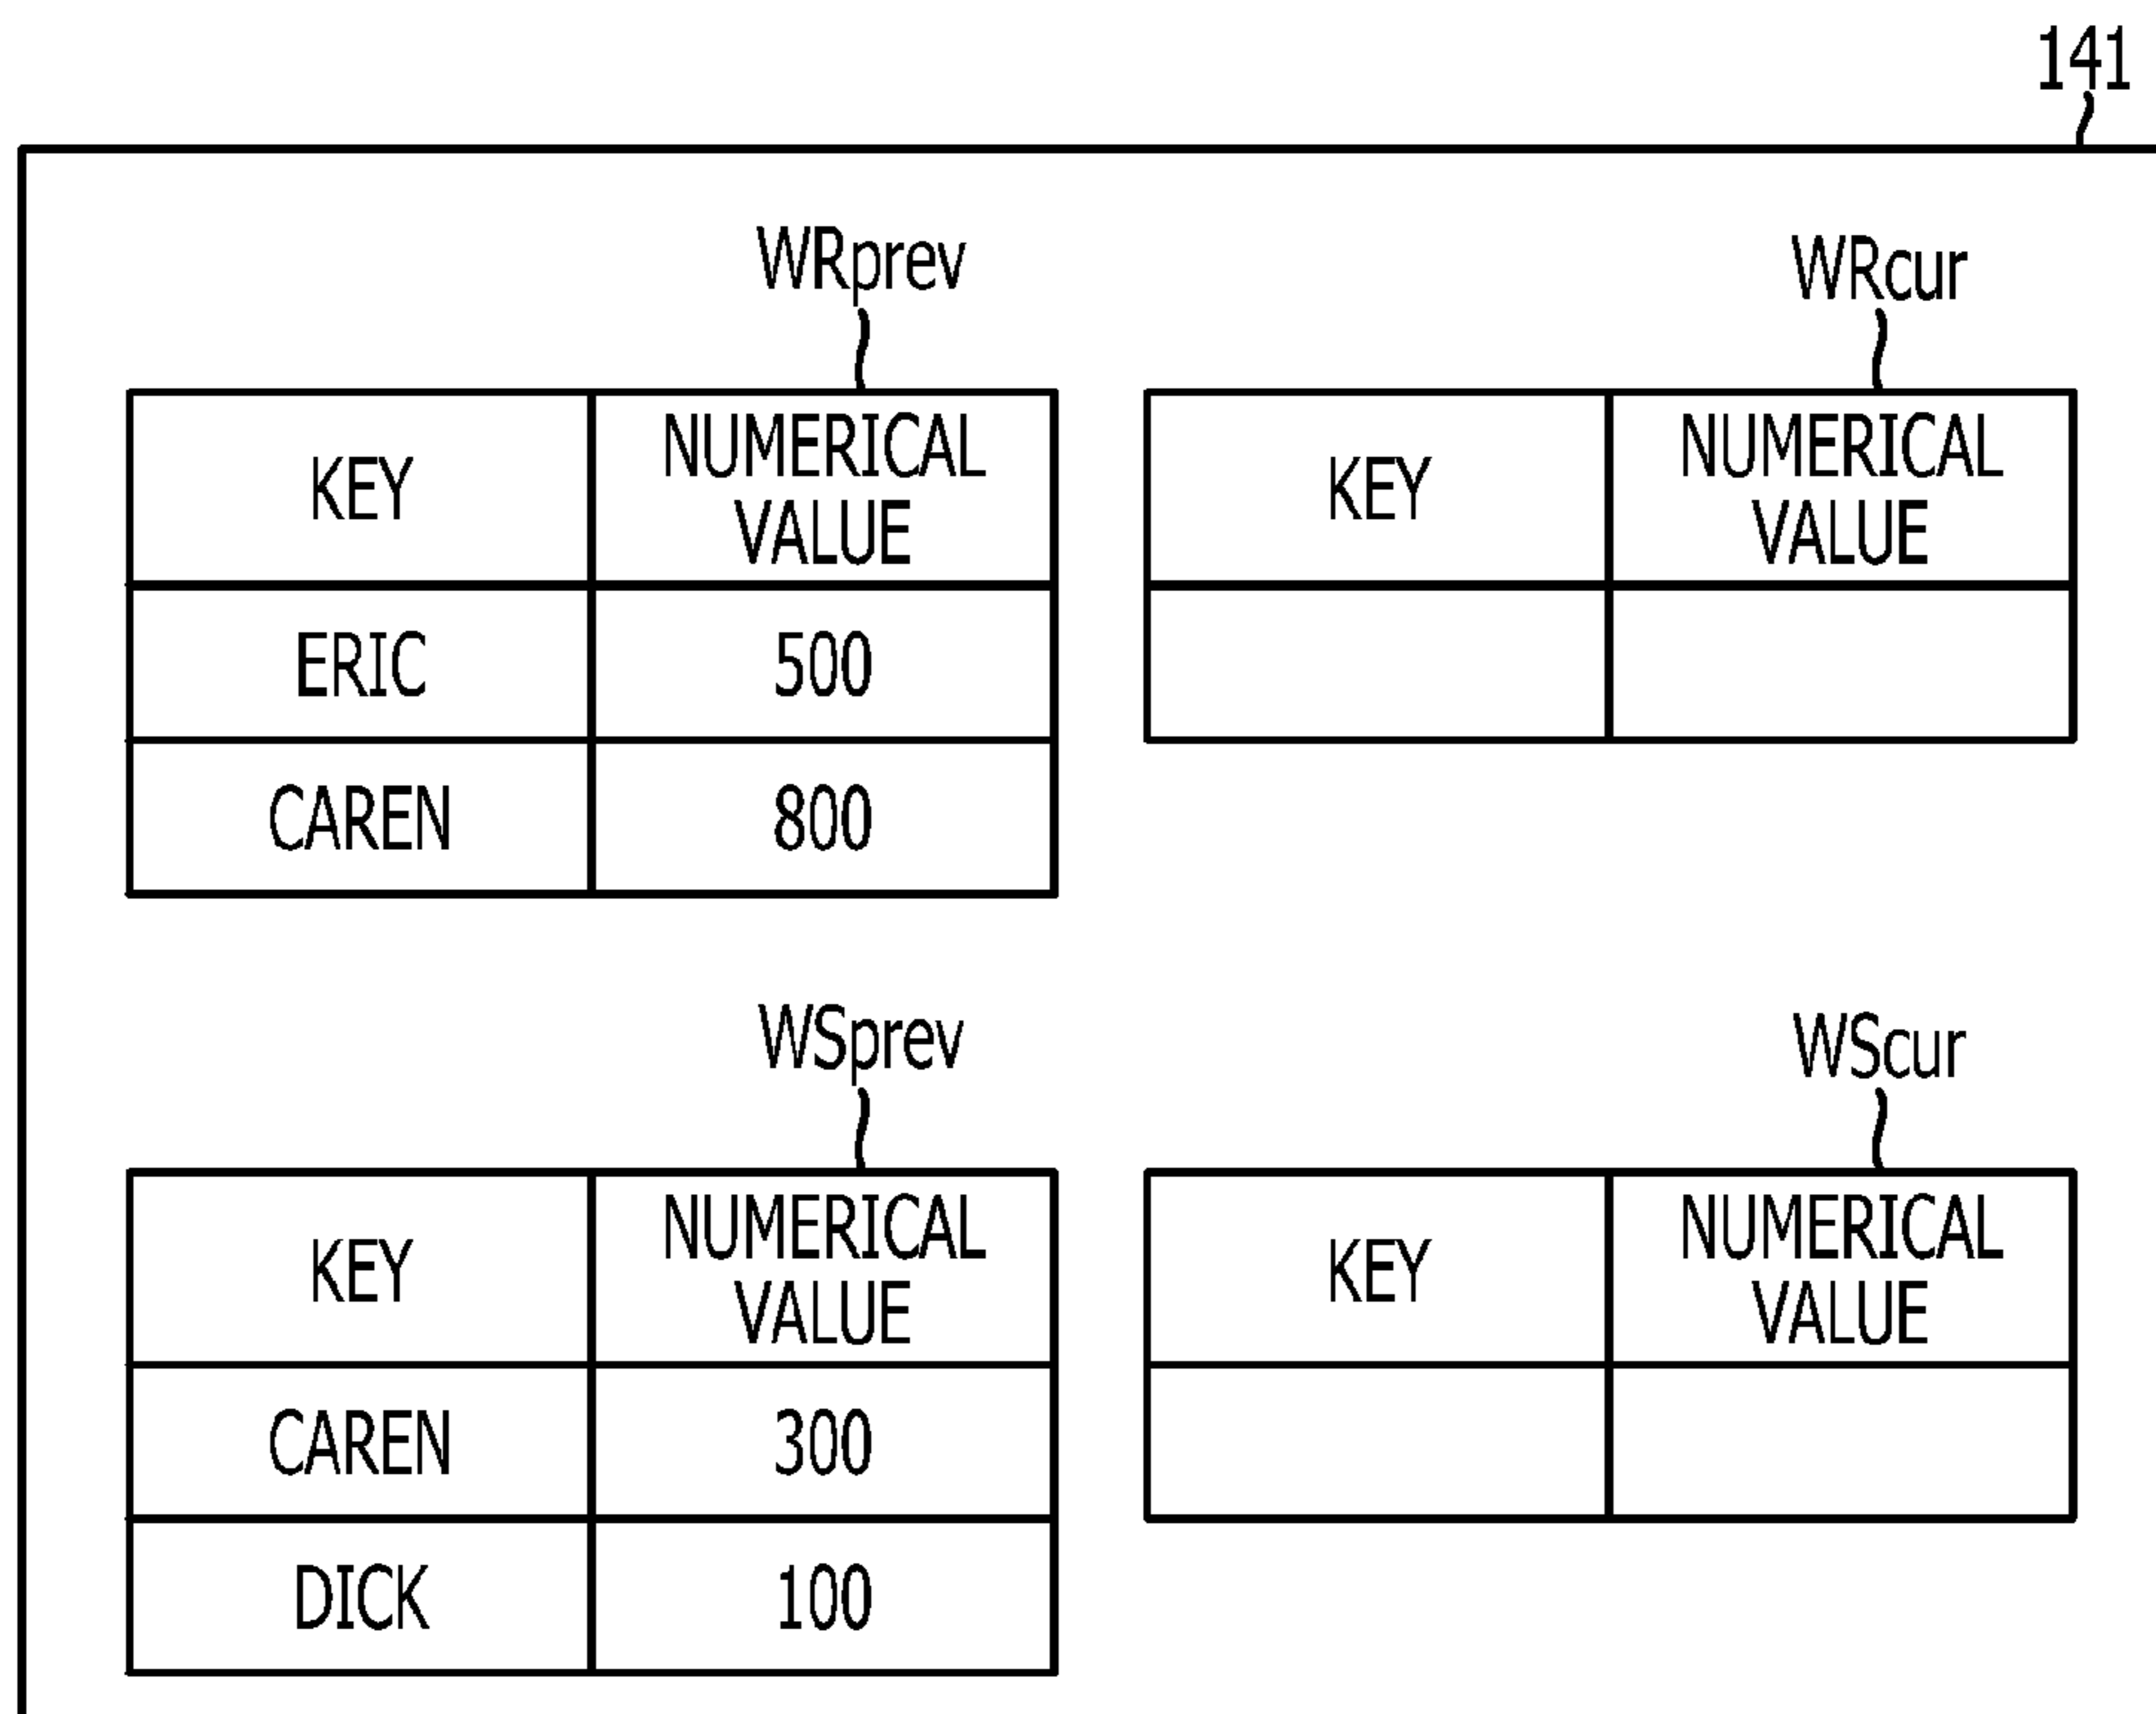 141
WRprev
WRcur
KEY NUMERICAL VALUE
KEY NUMERICAL VALUE
ERIC 500
CAREN 800
WSprev
WScur
KEY NUMERICAL VALUE
KEY NUMERICAL VALUE
CAREN 300
DICK 100